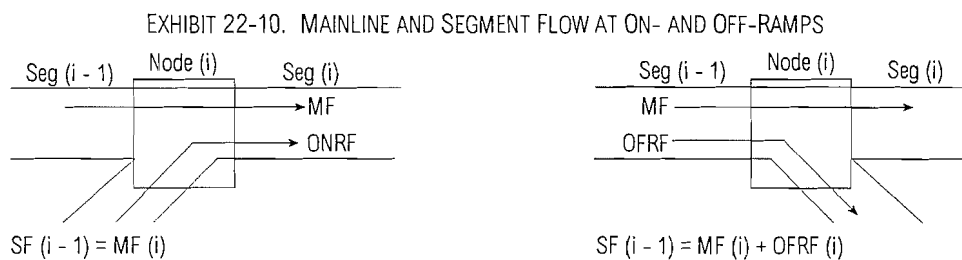 EXHIBIT 22-10. MAINLINE AND SEGMENT FLOW AT ON- AND OFF-RAMPS
Seg (i - 1) Node (i) Seg (i)
MF
ONRF
SF (i - 1) = MF (i)
Seg (i - 1) Node (i) Seg (i)
MF
OFRF
SF (i - 1) = MF (i) + OFRF (i)